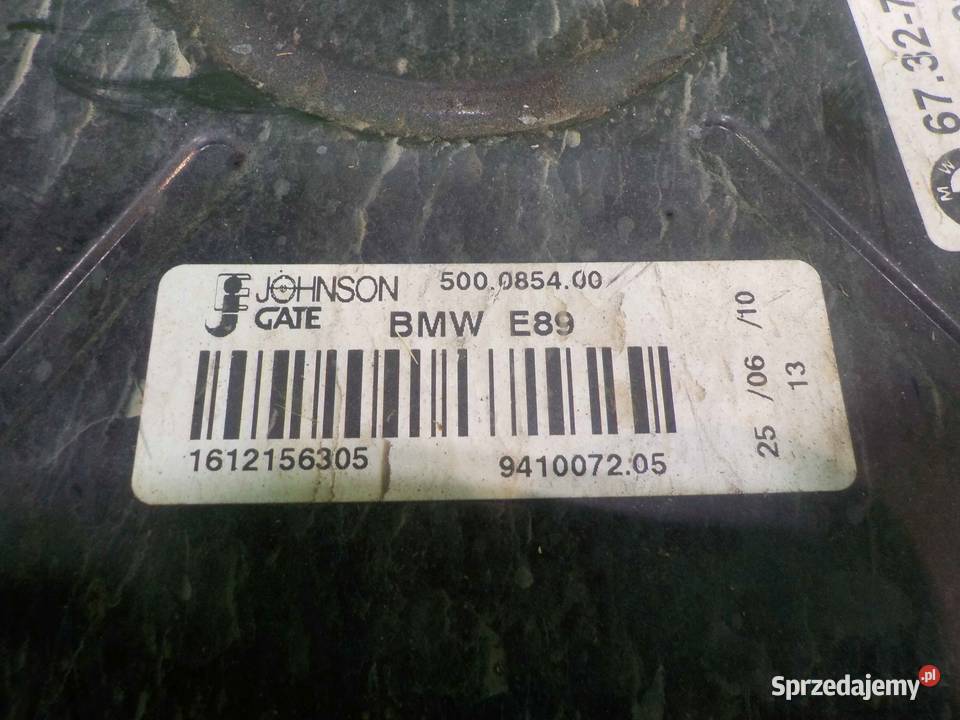 67.32-7
BMW
JOHNSON 500.0854.00
GATE BMW E89
1612156305 9410072.05
25 /06 /10
13
Sprzedajemy.pl